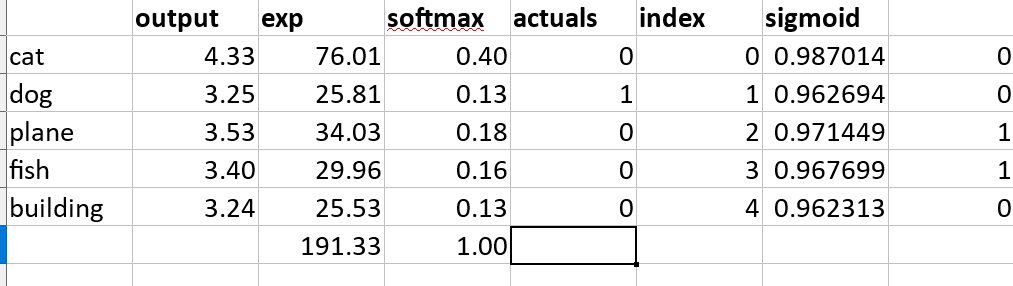 output exp softmax actuals index sigmoid
cat 4.33 76.01 0.40 0 0 0.987014 0
dog 3.25 25.81 0.13 1 1 0.962694 0
plane 3.53 34.03 0.18 0 2 0.971449 1
fish 3.40 29.96 0.16 0 3 0.967699 1
building 3.24 25.53 0.13 0 4 0.962313 0
191.33 1.00